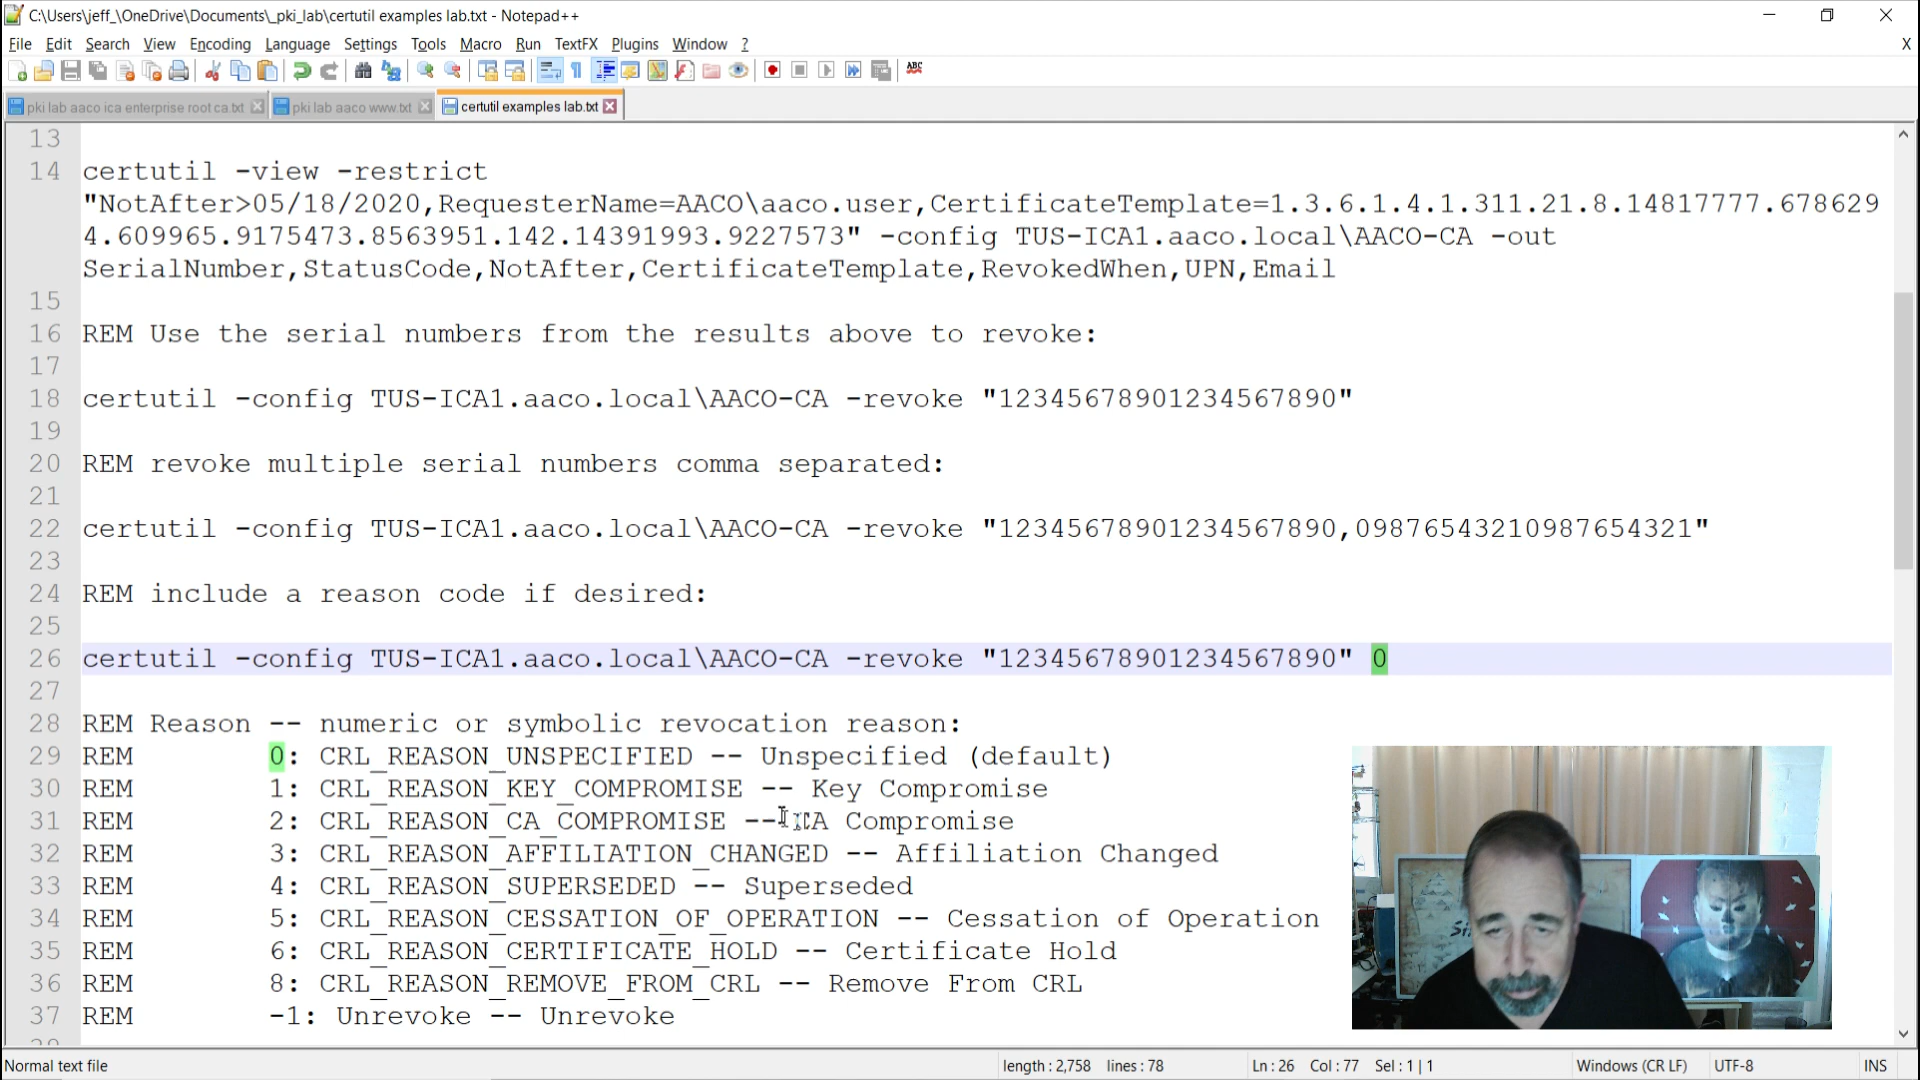 C:\Users\jeff_\OneDrive\Documents\_pki_lab\certutil examples lab.txt - Notepad++
File Edit Search View Encoding Language Settings Tools Macro Run TextFX Plugins Window ? X
ABC
pki lab aaco ica enterprise root ca.txt pki lab aaco www.txt certutil examples lab.txt
13
14 certutil -view -restrict
"NotAfter>05/18/2020,RequesterName=AACO\aaco.user,CertificateTemplate=1.3.6.1.4.1.311.21.8.14817777.678629
4.609965.9175473.8563951.142.14391993.9227573" -config TUS-ICA1.aaco.local\AACO-CA -out
SerialNumber,StatusCode,NotAfter,CertificateTemplate,RevokedWhen,UPN,Email
15
16 REM Use the serial numbers from the results above to revoke:
17
18 certutil -config TUS-ICA1.aaco.local\AACO-CA -revoke "12345678901234567890"
19
20 REM revoke multiple serial numbers comma separated:
21
22 certutil -config TUS-ICA1.aaco.local\AACO-CA -revoke "12345678901234567890,09876543210987654321"
23
24 REM include a reason code if desired:
25
26 certutil -config TUS-ICA1.aaco.local\AACO-CA -revoke "12345678901234567890" 0
27
28 REM Reason -- numeric or symbolic revocation reason:
29 REM 0: CRL_REASON_UNSPECIFIED -- Unspecified (default)
30 REM 1: CRL_REASON_KEY_COMPROMISE -- Key Compromise
31 REM 2: CRL_REASON_CA_COMPROMISE -- CA Compromise
32 REM 3: CRL_REASON_AFFILIATION_CHANGED -- Affiliation Changed
33 REM 4: CRL_REASON_SUPERSEDED -- Superseded
34 REM 5: CRL_REASON_CESSATION_OF_OPERATION -- Cessation of Operation
35 REM 6: CRL_REASON_CERTIFICATE_HOLD -- Certificate Hold
36 REM 8: CRL_REASON_REMOVE_FROM_CRL -- Remove From CRL
37 REM -1: Unrevoke -- Unrevoke
Normal text file length : 2,758 lines : 78 Ln : 26 Col : 77 Sel : 1 | 1 Windows (CR LF) UTF-8 INS